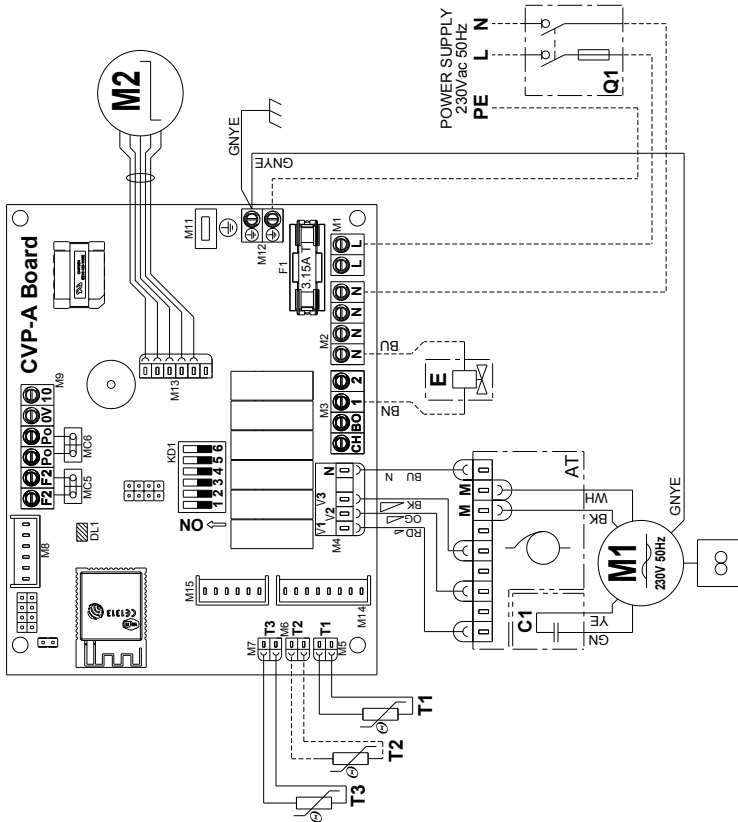 POWER SUPPLY
230Vac 50Hz
PE
L
N
Q1
M2
GNYE
GNYE
CVP-A Board
M11
M12
F1
3.15A T
M1
L
L
M2
N
N
N
N
M3
2
1
BO
CH
BU
BN
E
M9
10
0V
Po
Po
F2
F2
MC6
MC5
M13
KD1
1
2
3
4
5
6
ON
M8
DL1
CE1313
M15
M14
M4
V1
V2
V3
N
RD
OG
BK
BU
N
M7
T3
M6
T2
M5
T1
T1
T2
T3
AT
M
M
WH
BK
C1
YE
GN
GNYE
M1
230V 50Hz